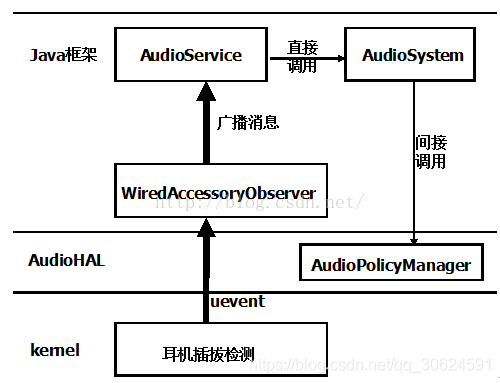 Java框架
AudioService
直接
调用
AudioSystem
广播消息
间接
调用
WiredAccessoryObserver
http://blog.csdn.net/
AudioHAL
AudioPolicyManager
uevent
kernel
耳机插拔检测
https://blog.csdn.net/qq_30624591